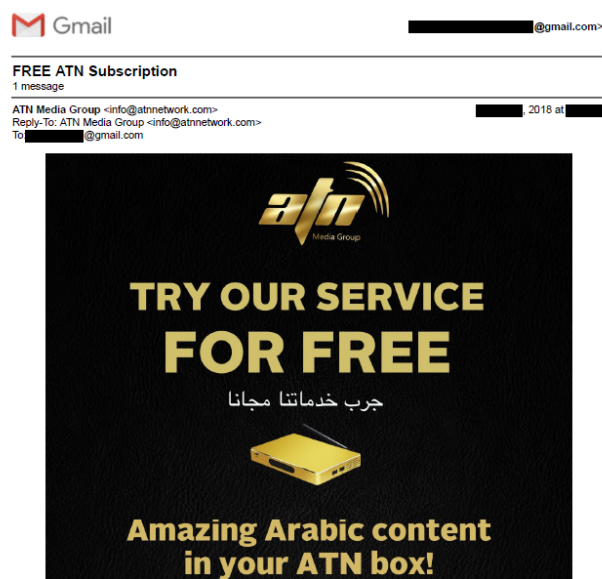 Gmail
@gmail.com>
FREE ATN Subscription
1 message
ATN Media Group <info@atnnetwork.com>
, 2018 at
Reply-To: ATN Media Group <info@atnnetwork.com>
To:
@gmail.com
atn
Media Group
TRY OUR SERVICE
FOR FREE
جرب خدماتنا مجانا
Amazing Arabic content
in your ATN box!